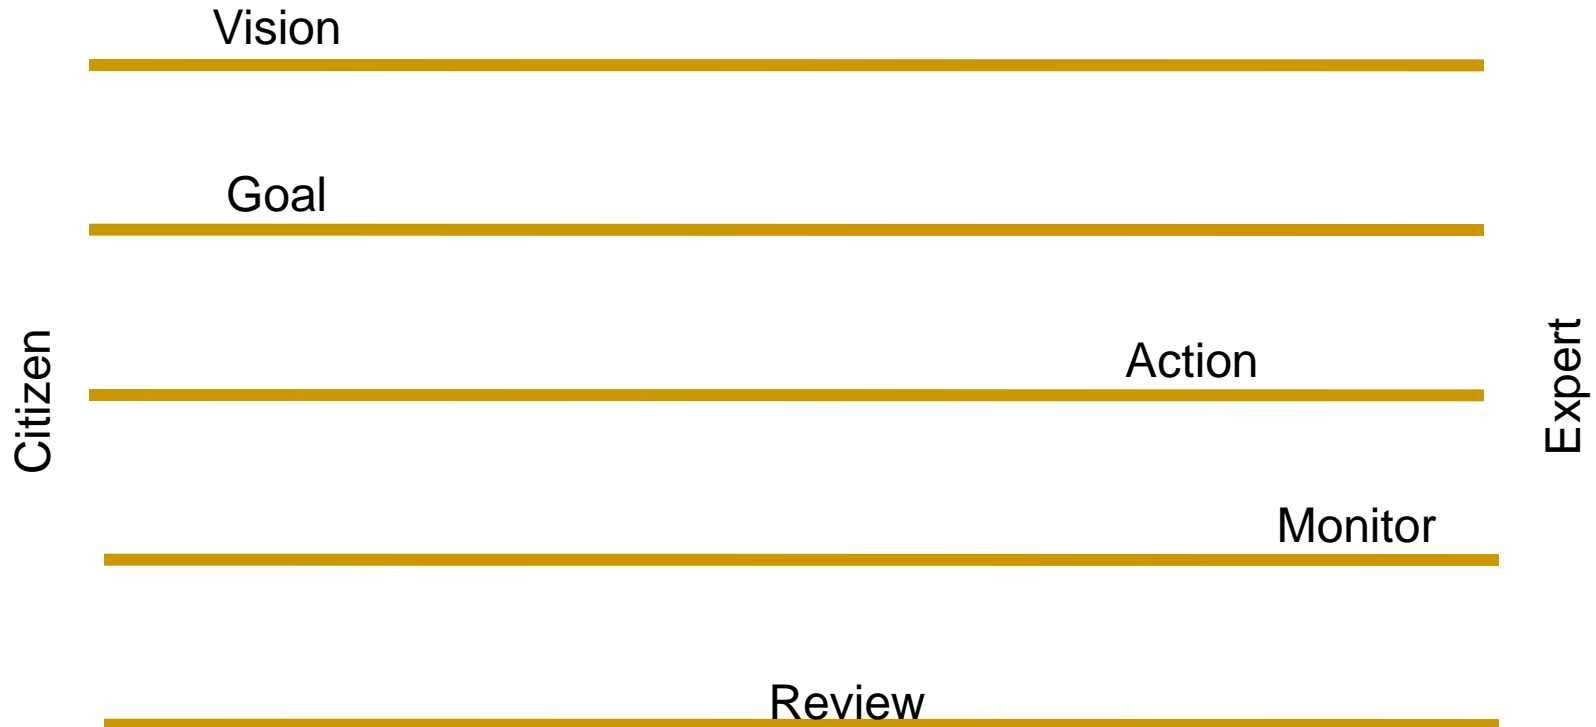 Vision
Goal
Citizen
Action
Expert
Monitor
Review